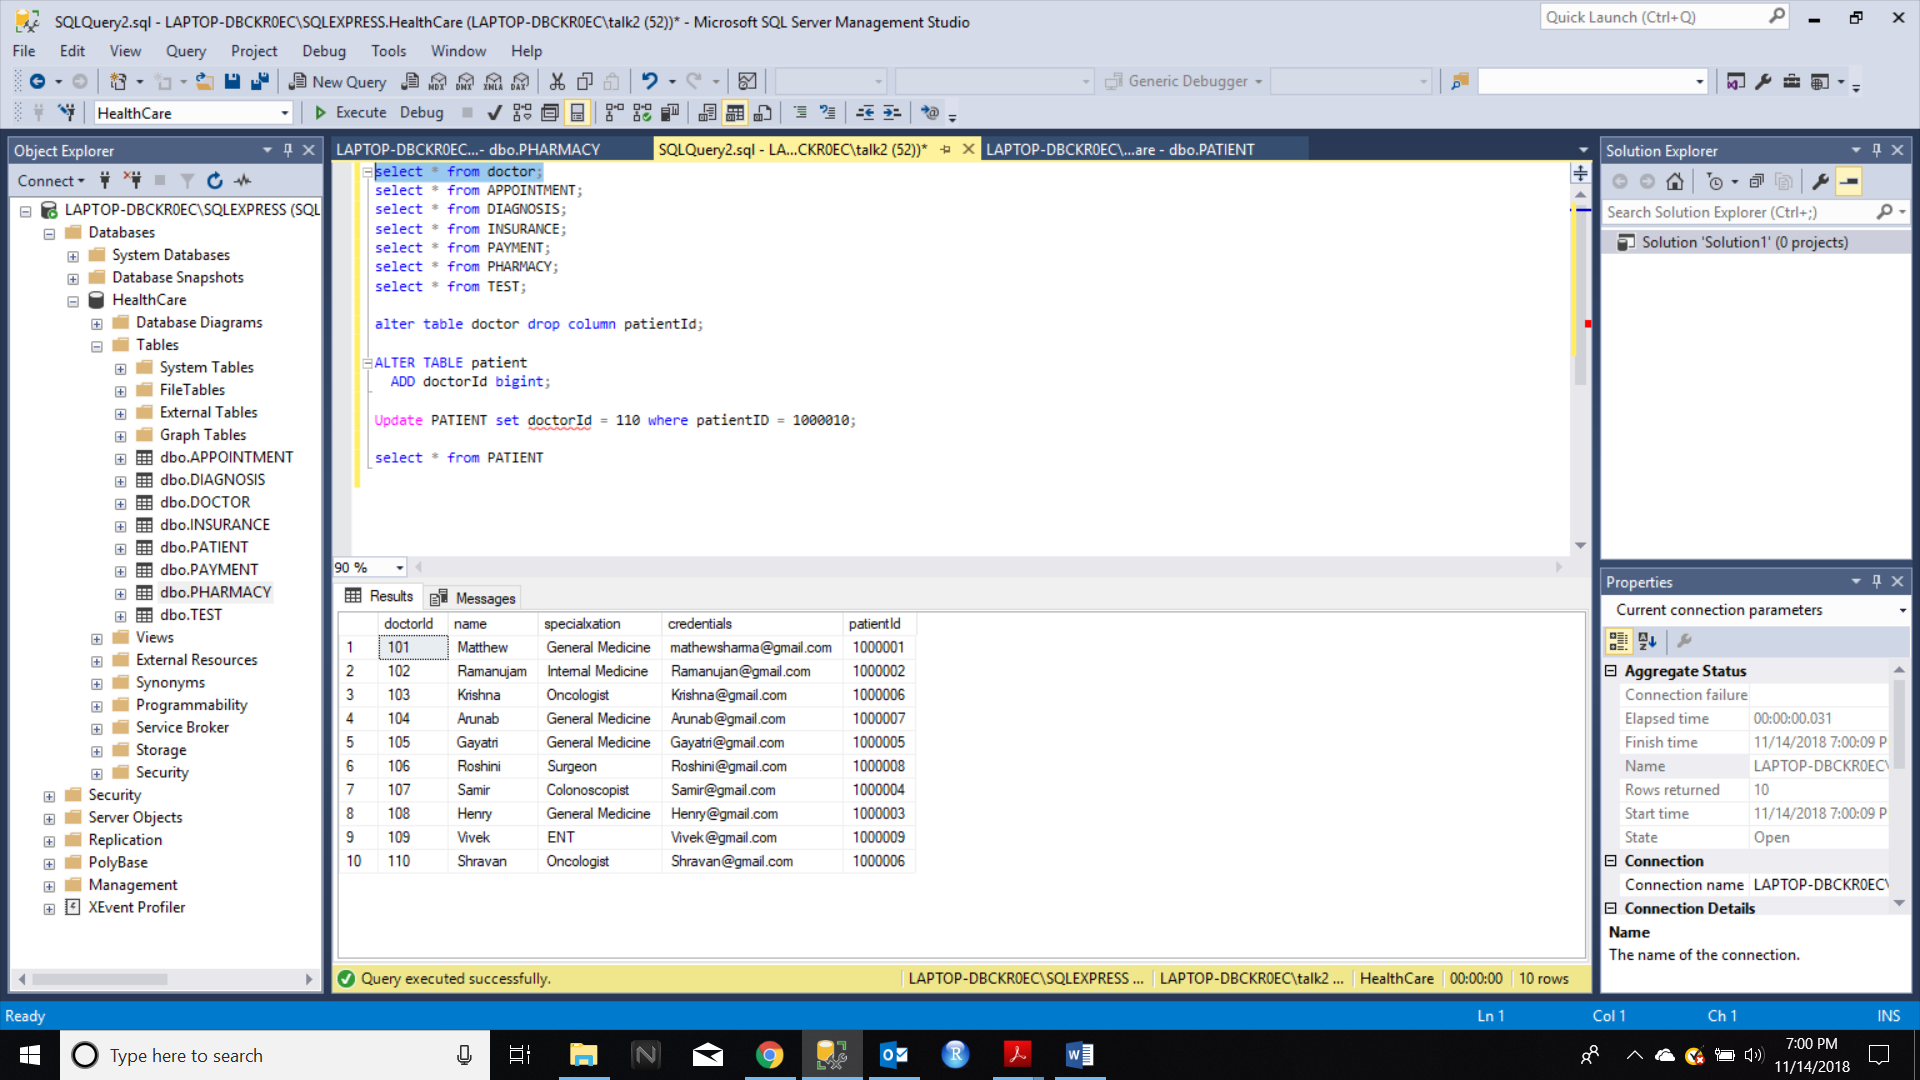 SQLQuery2.sql - LAPTOP-DBCKR0EC\SQLEXPRESS.HealthCare (LAPTOP-DBCKR0EC\talk2 (52))* - Microsoft SQL Server Management Studio
Quick Launch (Ctrl+Q)
File Edit View Query Project Debug Tools Window Help
New Query
MDX DMX XMLA DAX
Generic Debugger
HealthCare
Execute Debug
Object Explorer
Connect
LAPTOP-DBCKR0EC\SQLEXPRESS (SQL
Databases
System Databases
Database Snapshots
HealthCare
Database Diagrams
Tables
System Tables
FileTables
External Tables
Graph Tables
dbo.APPOINTMENT
dbo.DIAGNOSIS
dbo.DOCTOR
dbo.INSURANCE
dbo.PATIENT
dbo.PAYMENT
dbo.PHARMACY
dbo.TEST
Views
External Resources
Synonyms
Programmability
Service Broker
Storage
Security
Security
Server Objects
Replication
PolyBase
Management
XEvent Profiler
LAPTOP-DBCKR0EC...- dbo.PHARMACY
SQLQuery2.sql - LA...CKR0EC\talk2 (52))*
LAPTOP-DBCKR0EC\...are - dbo.PATIENT
select * from doctor;
select * from APPOINTMENT;
select * from DIAGNOSIS;
select * from INSURANCE;
select * from PAYMENT;
select * from PHARMACY;
select * from TEST;
alter table doctor drop column patientId;
ALTER TABLE patient
ADD doctorId bigint;
Update PATIENT set doctorId = 110 where patientID = 1000010;
select * from PATIENT
90 %
Results Messages
doctorId name specialxation credentials patientId
1 101 Matthew General Medicine mathewsharma@gmail.com 1000001
2 102 Ramanujam Internal Medicine Ramanujan@gmail.com 1000002
3 103 Krishna Oncologist Krishna@gmail.com 1000006
4 104 Arunab General Medicine Arunab@gmail.com 1000007
5 105 Gayatri General Medicine Gayatri@gmail.com 1000005
6 106 Roshini Surgeon Roshini@gmail.com 1000008
7 107 Samir Colonoscopist Samir@gmail.com 1000004
8 108 Henry General Medicine Henry@gmail.com 1000003
9 109 Vivek ENT Vivek@gmail.com 1000009
10 110 Shravan Oncologist Shravan@gmail.com 1000006
Query executed successfully.
LAPTOP-DBCKR0EC\SQLEXPRESS ... LAPTOP-DBCKR0EC\talk2 ... HealthCare 00:00:00 10 rows
Solution Explorer
Search Solution Explorer (Ctrl+;)
Solution 'Solution1' (0 projects)
Properties
Current connection parameters
Aggregate Status
Connection failure
Elapsed time 00:00:00.031
Finish time 11/14/2018 7:00:09 P
Name LAPTOP-DBCKR0EC\
Rows returned 10
Start time 11/14/2018 7:00:09 P
State Open
Connection
Connection name LAPTOP-DBCKR0EC\
Connection Details
Name
The name of the connection.
Ready
Ln 1 Col 1 Ch 1 INS
Type here to search
7:00 PM
11/14/2018